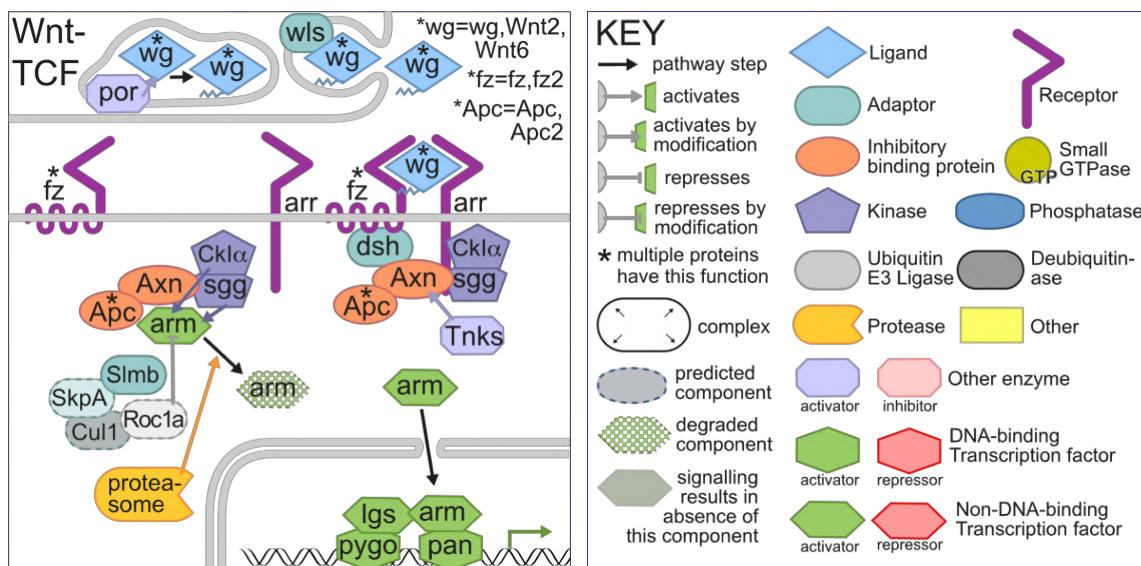 Wnt-
TCF
*
wg
*
wg
por
wls
*
wg
*
wg
*wg=wg,Wnt2,
Wnt6
*fz=fz,fz2
*Apc=Apc,
Apc2
*
fz
arr
*
fz
*
wg
arr
CkIα
sgg
Axn
*
Apc
arm
Slmb
SkpA
Cul1
Roc1a
arm
protea-
some
dsh
CkIα
Axn
sgg
*
Apc
Tnks
arm
lgs
arm
pygo
pan
KEY
pathway step
activates
activates by
modification
represses
represses by
modification
* multiple proteins
have this function
complex
predicted
component
degraded
component
signalling
results in
absence of
this component
Ligand
Adaptor
Inhibitory
binding protein
Kinase
Ubiquitin
E3 Ligase
Protease
Receptor
GTP
Small
GTPase
Phosphatase
Deubiquitin-
ase
Other
Other enzyme
activator
inhibitor
DNA-binding
Transcription factor
activator
repressor
Non-DNA-binding
Transcription factor
activator
repressor